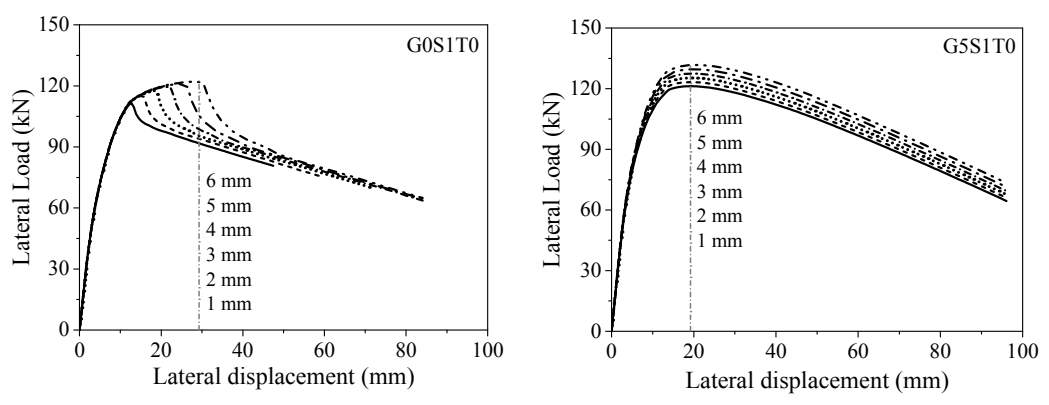 150
120
90
60
30
0
Lateral Load (kN)
G0S1T0
6 mm
5 mm
4 mm
3 mm
2 mm
1 mm
0 20 40 60 80 100
Lateral displacement (mm)
150
120
90
60
30
0
Lateral Load (kN)
G5S1T0
6 mm
5 mm
4 mm
3 mm
2 mm
1 mm
0 20 40 60 80 100
Lateral displacement (mm)